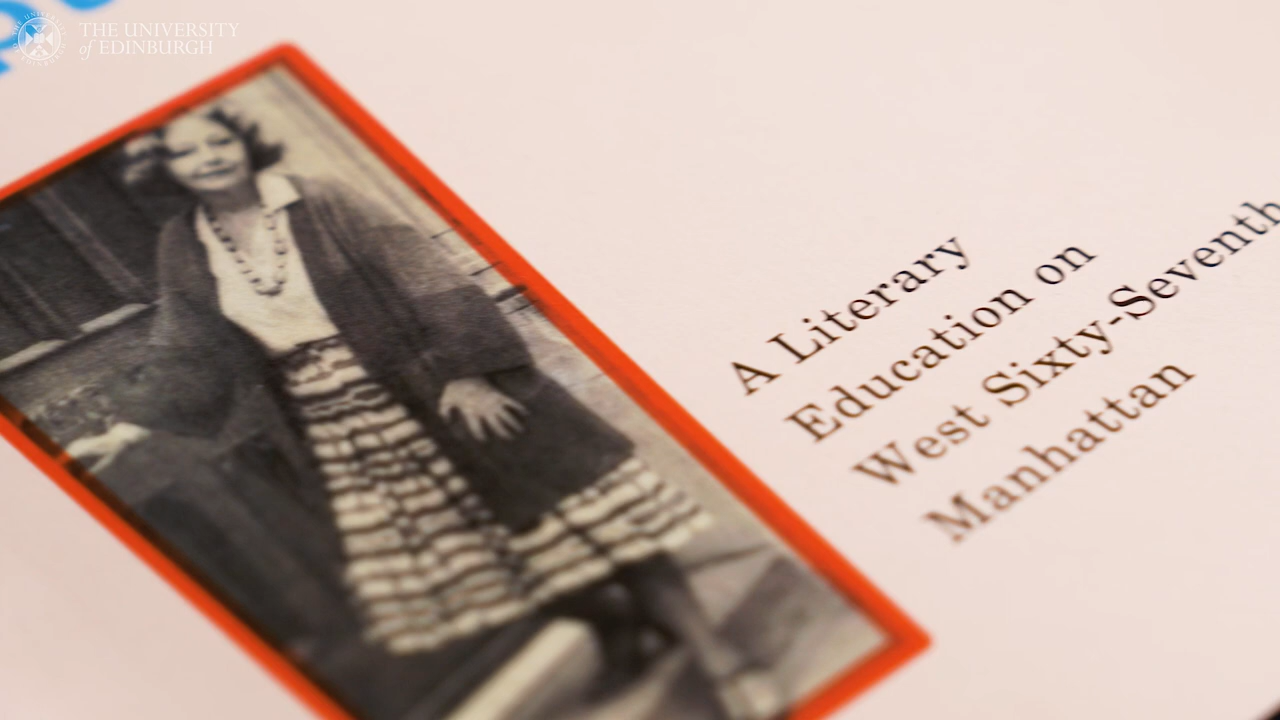 THE UNIVERSITY
of EDINBURGH
A Literary
Education on
West Sixty-Seventh
Manhattan